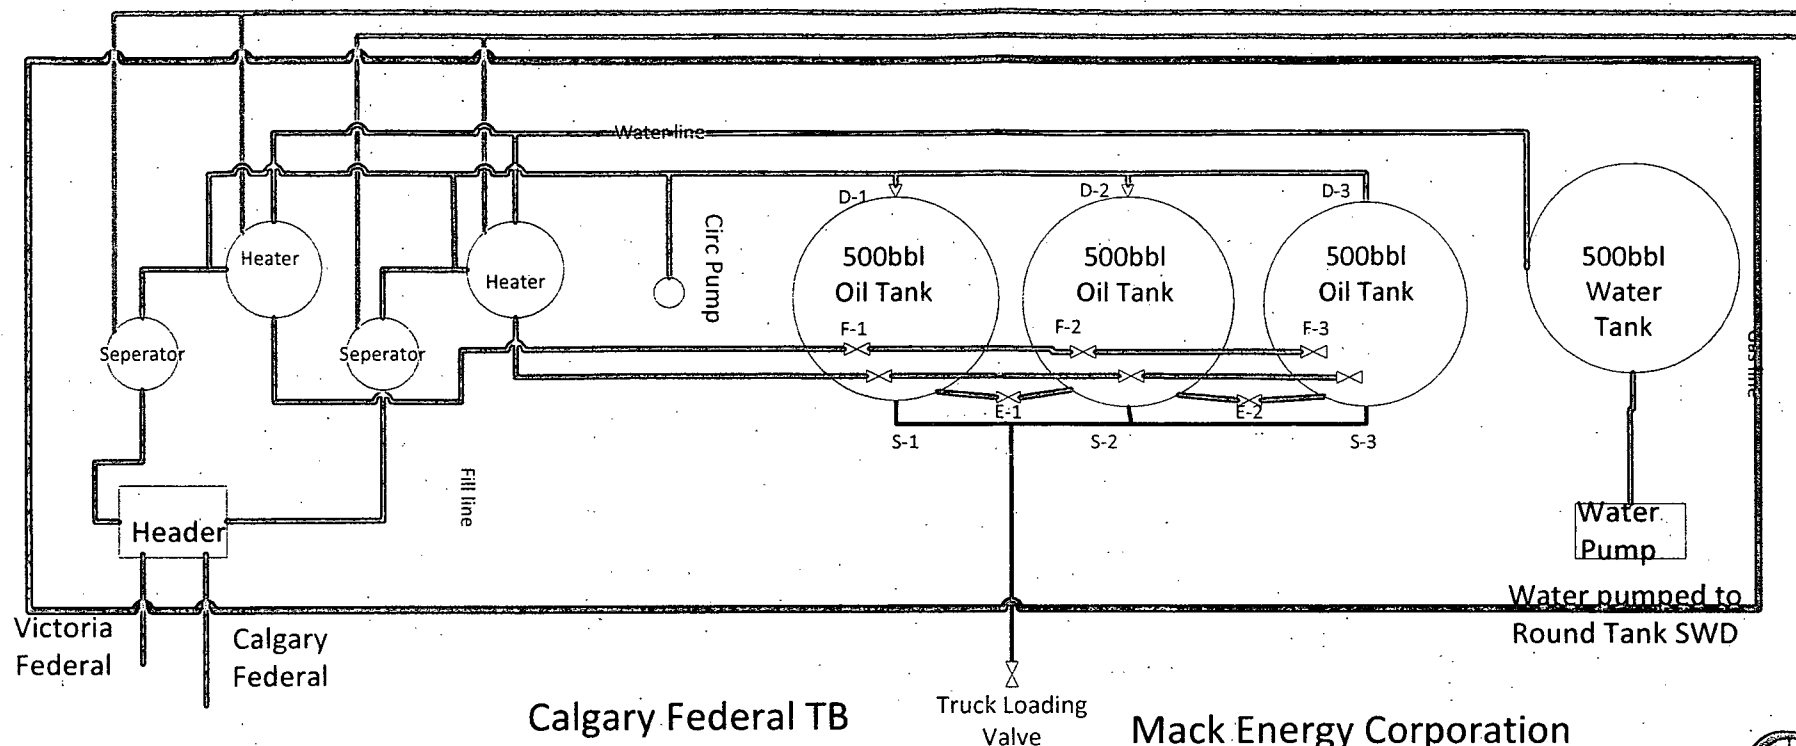 Water line
D-1
D-2
D-3
Circ Pump
Heater
Heater
500bbl
Oil Tank
500bbl
Oil Tank
500bbl
Oil Tank
500bbl
Water
Tank
F-1
F-2
F-3
Seperator
Seperator
Gas line
E-1
E-2
S-1
S-2
S-3
Fill line
Header
Water
Pump
Water pumped to
Round Tank SWD
Victoria
Federal
Calgary
Federal
Truck Loading
Valve
Calgary Federal TB
Mack Energy Corporation